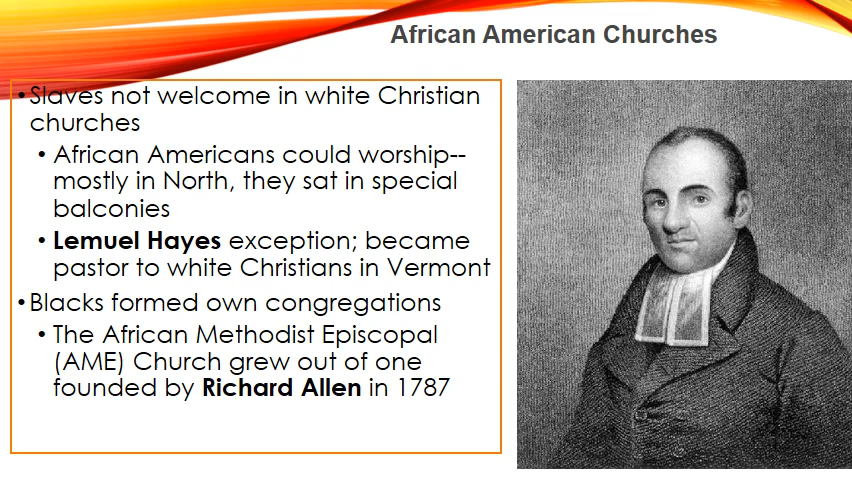 African American Churches
• Slaves not welcome in white Christian
churches
• African Americans could worship--
mostly in North, they sat in special
balconies
• Lemuel Hayes exception; became
pastor to white Christians in Vermont
• Blacks formed own congregations
• The African Methodist Episcopal
(AME) Church grew out of one
founded by Richard Allen in 1787